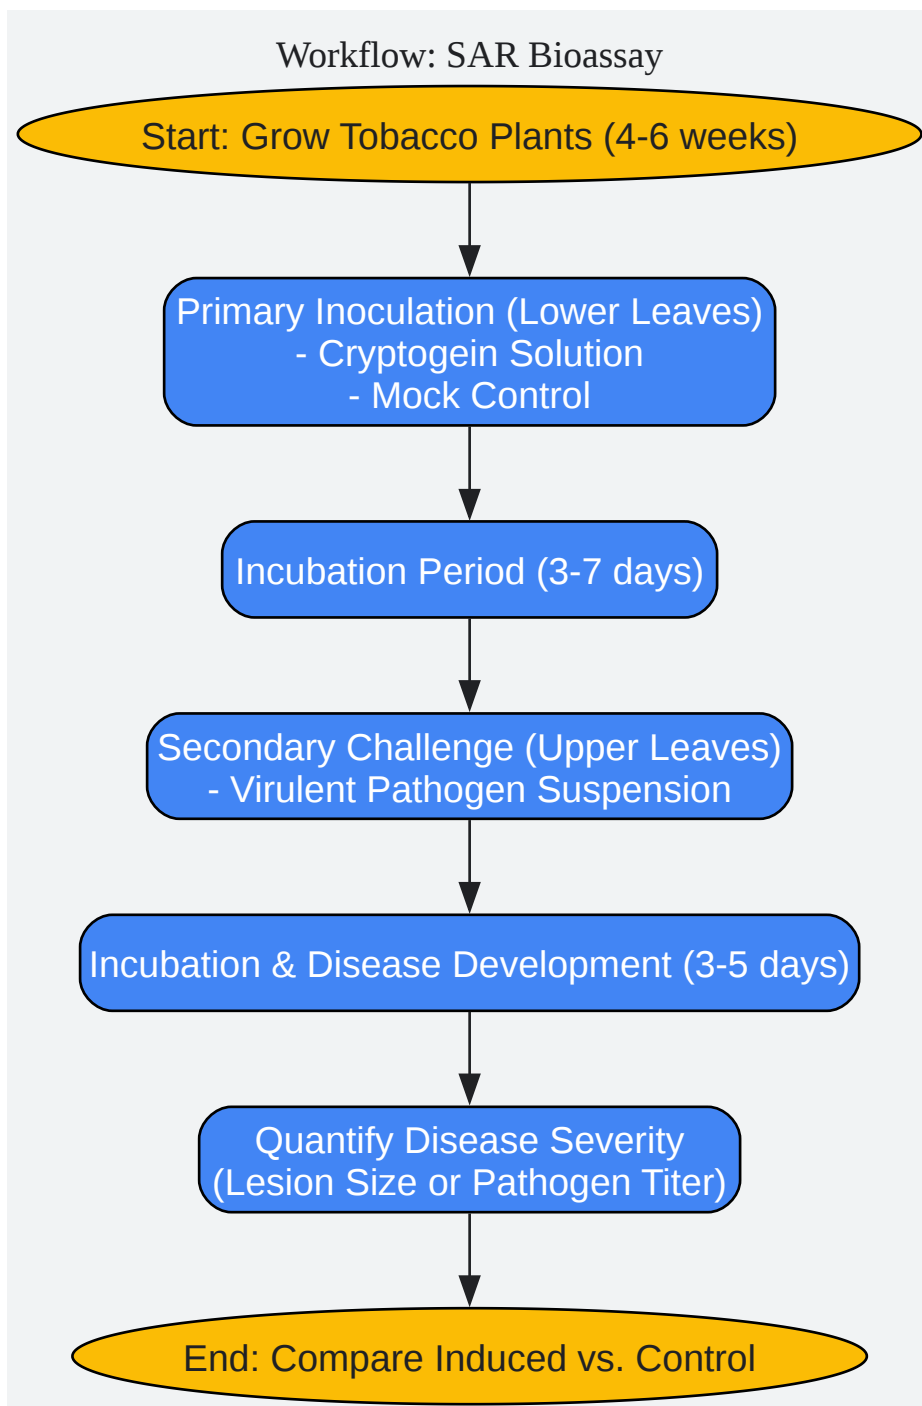 Workflow: SAR Bioassay
Start: Grow Tobacco Plants (4-6 weeks)
Primary Inoculation (Lower Leaves)
- Cryptogein Solution
- Mock Control
Incubation Period (3-7 days)
Secondary Challenge (Upper Leaves)
- Virulent Pathogen Suspension
Incubation & Disease Development (3-5 days)
Quantify Disease Severity
(Lesion Size or Pathogen Titer)
End: Compare Induced vs. Control